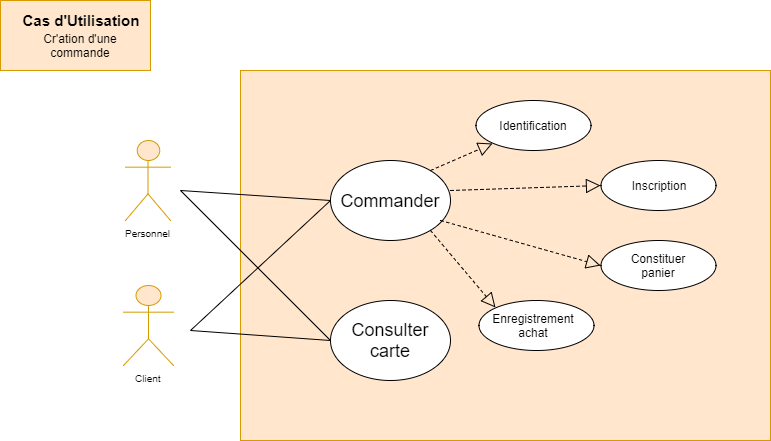 Cas d'Utilisation
Cr'ation d'une
commande
Identification
Commander
Inscription
Personnel
Constituer
panier
Enregistrement
achat
Consulter
carte
Client